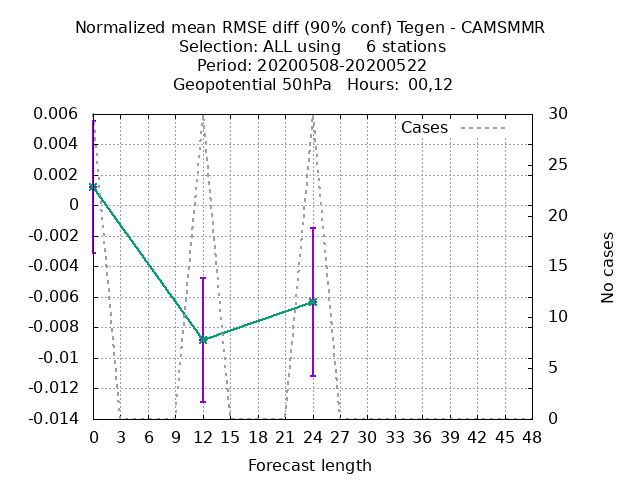 Normalized mean RMSE diff (90% conf) Tegen - CAMSMMR
Selection: ALL using     6 stations
Period: 20200508-20200522
Geopotential 50hPa   Hours:  00,12
0.006
0.004
0.002
0
-0.002
-0.004
-0.006
-0.008
-0.01
-0.012
-0.014
Cases
30
25
20
15
10
5
0
No cases
0 3 6 9 12 15 18 21 24 27 30 33 36 39 42 45 48
Forecast length